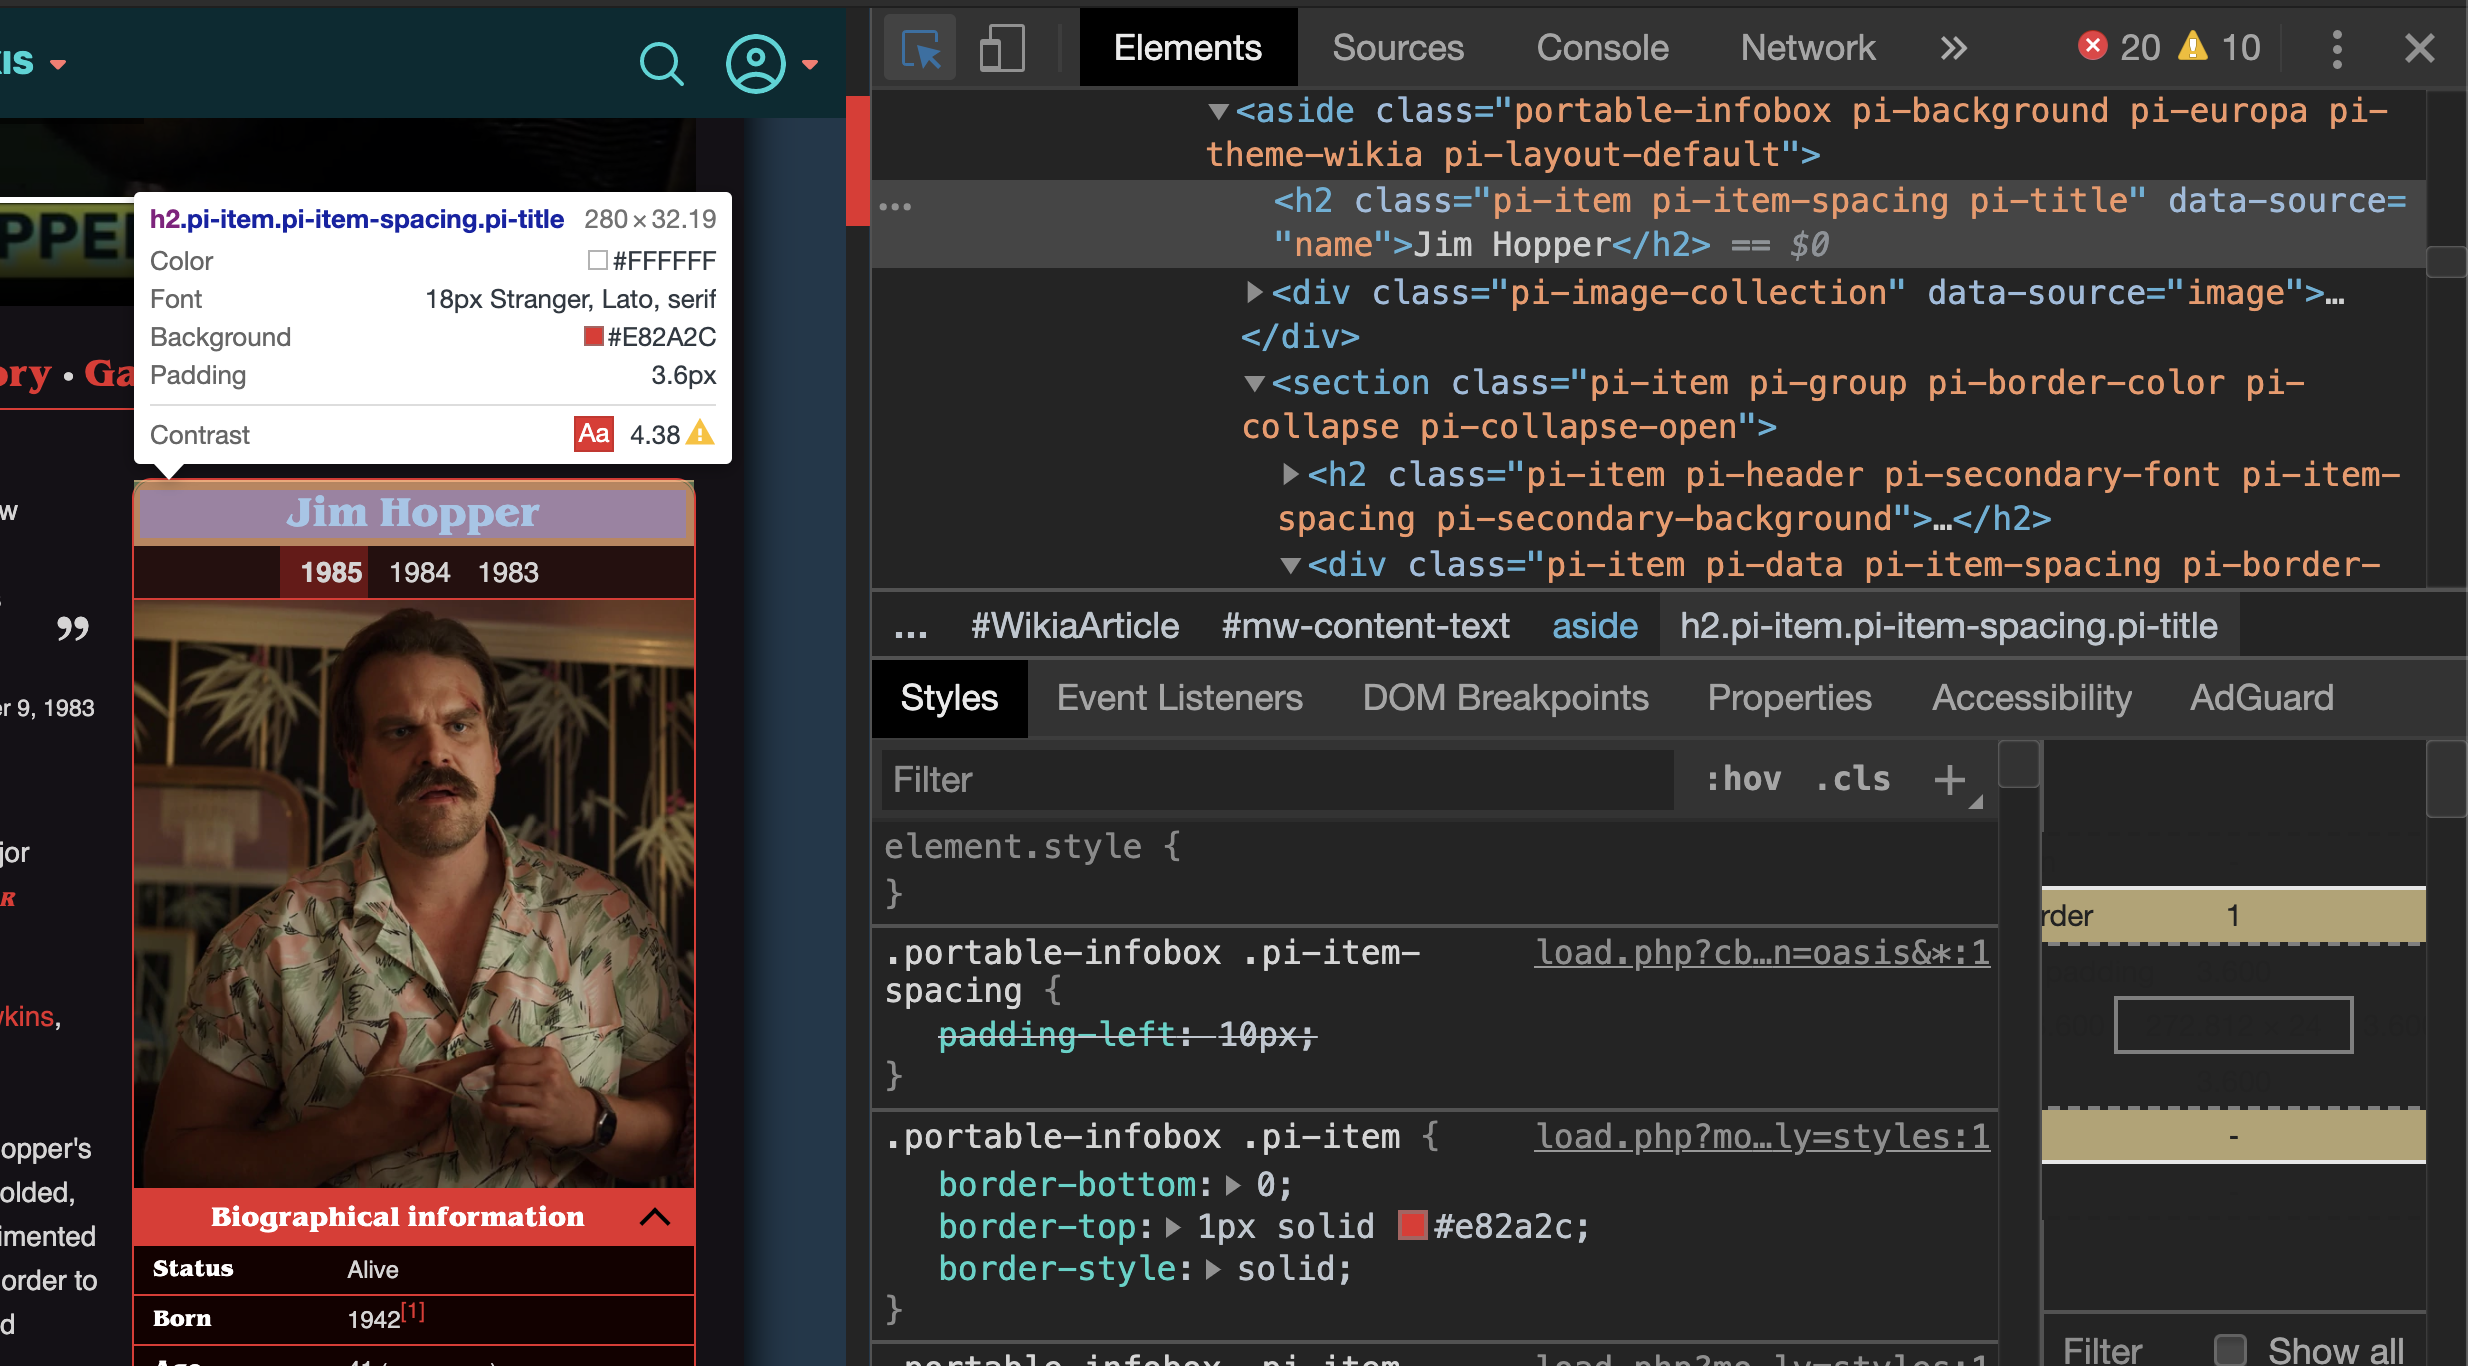 IS
PPE
ory • Ga
w
”
er 9, 1983
jor
R
vkins,
opper's
olded,
imented
order to
d
h2.pi-item.pi-item-spacing.pi-title 280 × 32.19
Color #FFFFFF
Font 18px Stranger, Lato, serif
Background #E82A2C
Padding 3.6px
Contrast Aa 4.38
Jim Hopper
1985 1984 1983
Biographical information
Status Alive
Born 1942[1]
Elements Sources Console Network » 20 10
<aside class="portable-infobox pi-background pi-europa pi-
theme-wikia pi-layout-default">
… <h2 class="pi-item pi-item-spacing pi-title" data-source=
"name">Jim Hopper</h2> == $0
<div class="pi-image-collection" data-source="image">…
</div>
<section class="pi-item pi-group pi-border-color pi-
collapse pi-collapse-open">
<h2 class="pi-item pi-header pi-secondary-font pi-item-
spacing pi-secondary-background">…</h2>
<div class="pi-item pi-data pi-item-spacing pi-border-
... #WikiaArticle #mw-content-text aside h2.pi-item.pi-item-spacing.pi-title
Styles Event Listeners DOM Breakpoints Properties Accessibility AdGuard
Filter :hov .cls +
element.style {
}
.portable-infobox .pi-item- load.php?cb…n=oasis&*:1
spacing {
padding-left: 10px;
}
.portable-infobox .pi-item { load.php?mo…ly=styles:1
border-bottom: 0;
border-top: 1px solid #e82a2c;
border-style: solid;
}
.portable-infobox .pi-item load.php?mo…ly=styles:1
rder 1
-
Filter Show all